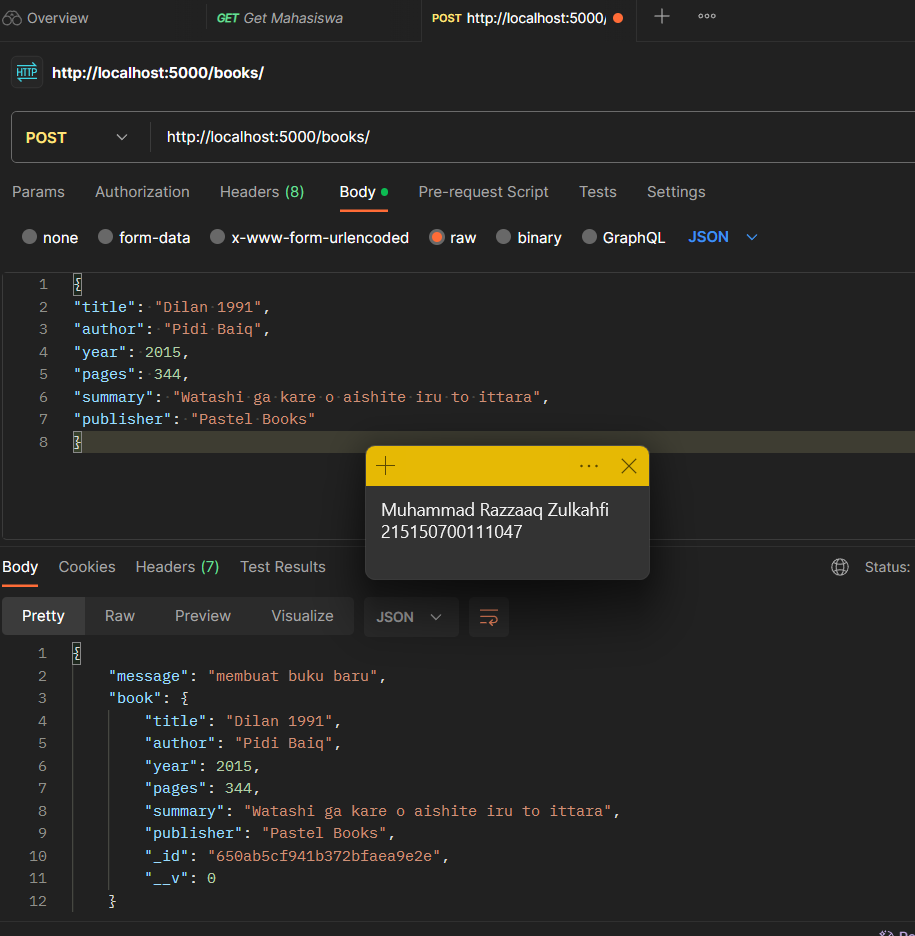 Overview
GET Get Mahasiswa
POST http://localhost:5000/
http://localhost:5000/books/
POST
http://localhost:5000/books/
Params Authorization Headers (8) Body Pre-request Script Tests Settings
none form-data x-www-form-urlencoded raw binary GraphQL JSON
1 {
2 "title": "Dilan 1991",
3 "author": "Pidi Baiq",
4 "year": 2015,
5 "pages": 344,
6 "summary": "Watashi ga kare o aishite iru to ittara",
7 "publisher": "Pastel Books"
8 }
Muhammad Razzaaq Zulkahfi
215150700111047
Body Cookies Headers (7) Test Results Status:
Pretty Raw Preview Visualize JSON
1 {
2 "message": "membuat buku baru",
3 "book": {
4 "title": "Dilan 1991",
5 "author": "Pidi Baiq",
6 "year": 2015,
7 "pages": 344,
8 "summary": "Watashi ga kare o aishite iru to ittara",
9 "publisher": "Pastel Books",
10 "_id": "650ab5cf941b372bfaea9e2e",
11 "__v": 0
12 }